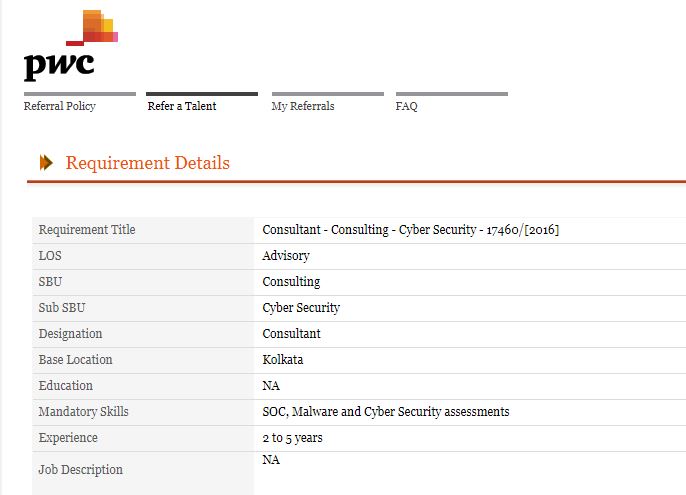 pwc
Referral Policy Refer a Talent My Referrals FAQ
Requirement Details
Requirement Title Consultant - Consulting - Cyber Security - 17460/[2016]
LOS Advisory
SBU Consulting
Sub SBU Cyber Security
Designation Consultant
Base Location Kolkata
Education NA
Mandatory Skills SOC, Malware and Cyber Security assessments
Experience 2 to 5 years
Job Description NA